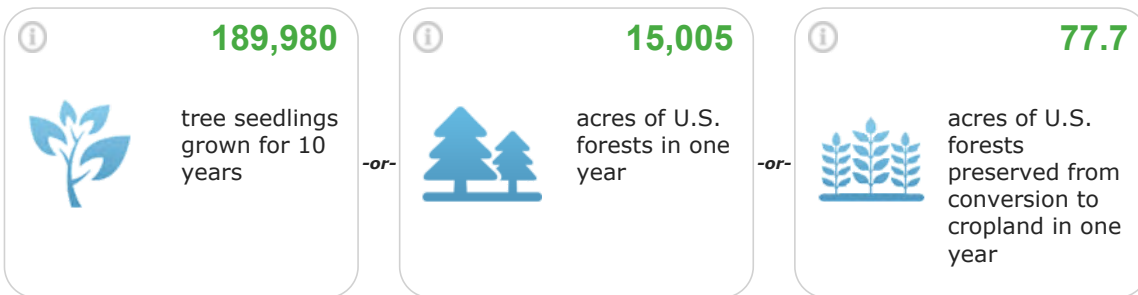 189,980
tree seedlings
grown for 10
years
-or-
15,005
acres of U.S.
forests in one
year
-or-
77.7
acres of U.S.
forests
preserved from
conversion to
cropland in one
year